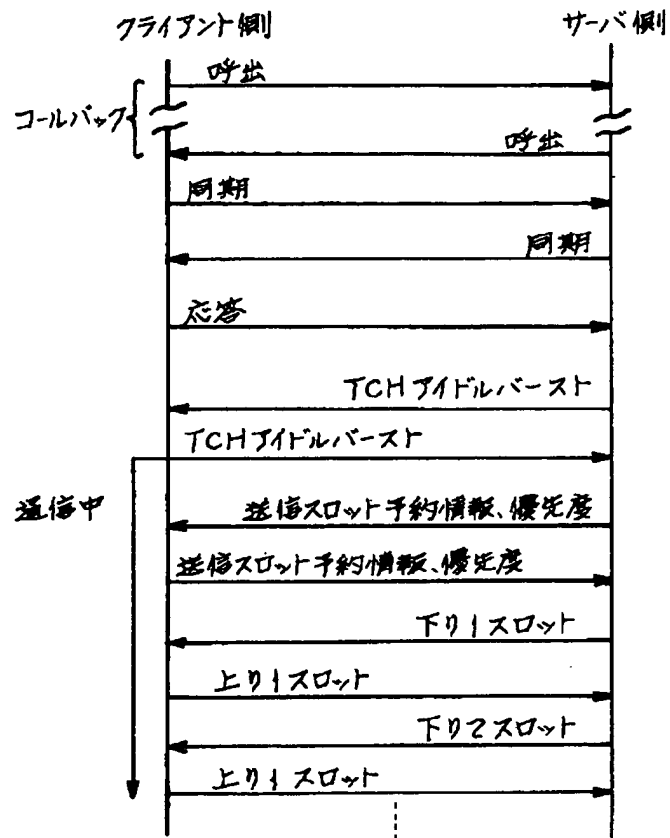 クライアント側
サーバ側
呼出
コールバック
呼出
同期
同期
応答
TCHアイドルバースト
TCHアイドルバースト
通信中
送信スロット予約情報、優先度
送信スロット予約情報、優先度
下り1スロット
上り1スロット
下り2スロット
上り1スロット